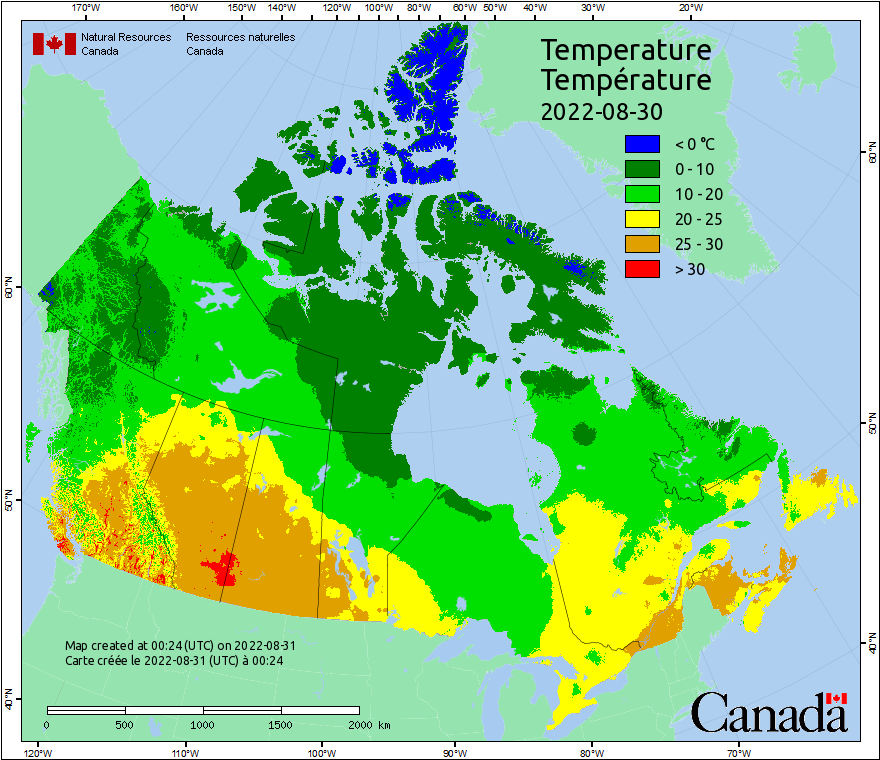 170°W 160°W 150°W 140°W 130°W 120°W 110°W 100°W 90°W 80°W 60°W 50°W 40°W 30°W 20°W
Natural Resources Ressources naturelles
Canada Canada
Temperature
Température
2022-08-30
< 0 °C
0 - 10
10 - 20
20 - 25
25 - 30
> 30
60°N
60°N
50°N
50°N
40°N
40°N
Map created at 00:24 (UTC) on 2022-08-31
Carte créée le 2022-08-31 (UTC) à 00:24
0 500 1000 1500 2000 km
Canada
120°W 110°W 100°W 90°W 80°W 70°W